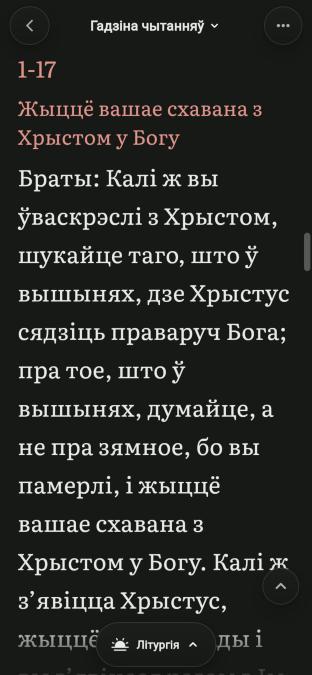 Гадзіна чытанняў
1-17
Жыццё вашае схавана з
Хрыстом у Богу
Браты: Калі ж вы
ўваскрэслі з Хрыстом,
шукайце таго, што ў
вышынях, дзе Хрыстус
сядзіць праваруч Бога;
пра тое, што ў
вышынях, думайце, а
не пра зямное, бо вы
памерлі, і жыццё
вашае схавана з
Хрыстом у Богу. Калі ж
з’явіцца Хрыстус,
жыццё ды і
Літургія